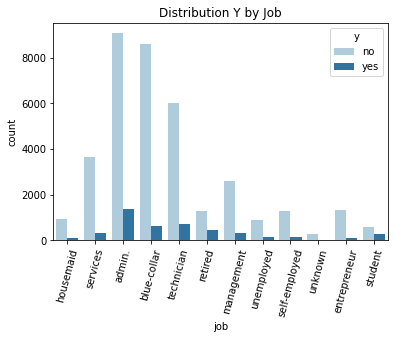 Distribution Y by Job
y
no
yes
count
8000
6000
4000
2000
0
housemaid
services
admin.
blue-collar
technician
retired
management
unemployed
self-employed
unknown
entrepreneur
student
job